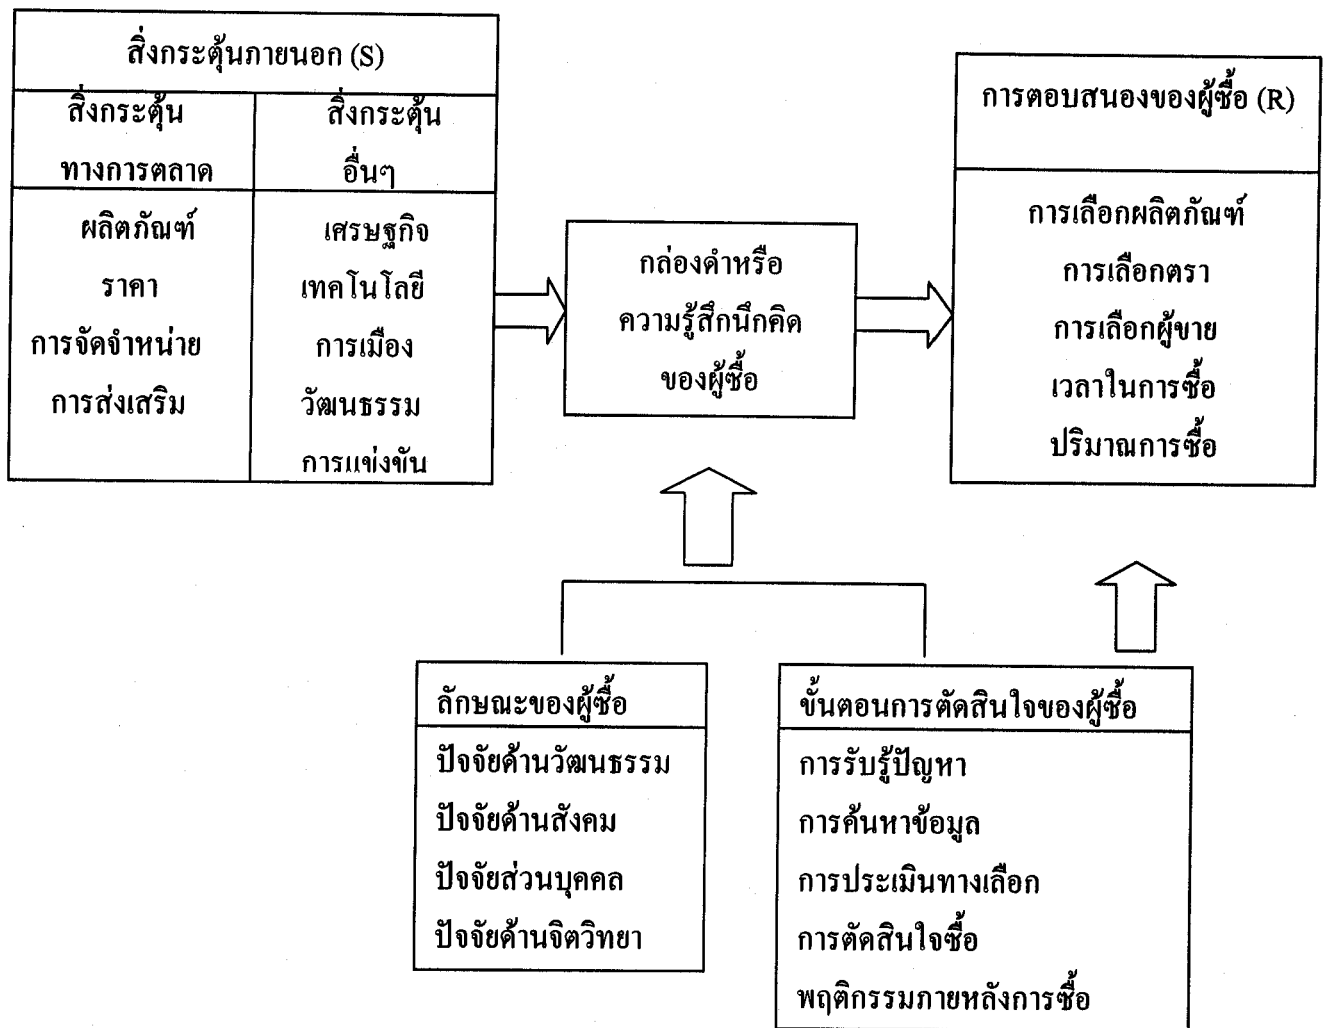 สิ่งกระตุ้นภายนอก (S)
สิ่งกระตุ้น
ทางการตลาด
สิ่งกระตุ้น
อื่นๆ
ผลิตภัณฑ์
ราคา
การจัดจำหน่าย
การส่งเสริม
เศรษฐกิจ
เทคโนโลยี
การเมือง
วัฒนธรรม
การแข่งขัน
กล่องดำหรือ
ความรู้สึกนึกคิด
ของผู้ซื้อ
การตอบสนองของผู้ซื้อ (R)
การเลือกผลิตภัณฑ์
การเลือกตรา
การเลือกผู้ขาย
เวลาในการซื้อ
ปริมาณการซื้อ
ลักษณะของผู้ซื้อ
ปัจจัยด้านวัฒนธรรม
ปัจจัยด้านสังคม
ปัจจัยส่วนบุคคล
ปัจจัยด้านจิตวิทยา
ขั้นตอนการตัดสินใจของผู้ซื้อ
การรับรู้ปัญหา
การค้นหาข้อมูล
การประเมินทางเลือก
การตัดสินใจซื้อ
พฤติกรรมภายหลังการซื้อ